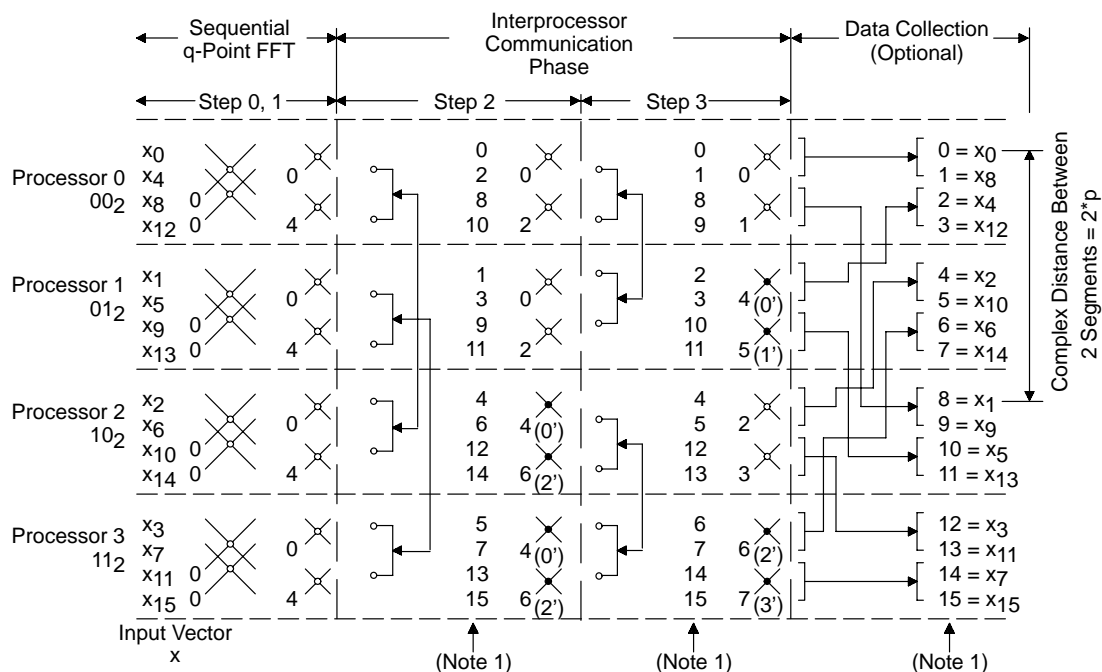 Sequential
q-Point FFT
Interprocessor
Communication
Phase
Data Collection
(Optional)
Step 0, 1
Step 2
Step 3
Processor 0
00₂
x₀
x₄
x₈ 0
x₁₂ 0
0
4
0
2 0
8
10 2
0
1 0
8
9 1
0 = x₀
1 = x₈
2 = x₄
3 = x₁₂
Processor 1
01₂
x₁
x₅
x₉ 0
x₁₃ 0
0
4
1
3 0
9
11 2
2
3 4 (0’)
10
11 5 (1’)
4 = x₂
5 = x₁₀
6 = x₆
7 = x₁₄
Processor 2
10₂
x₂
x₆
x₁₀ 0
x₁₄ 0
0
4
4
6 4 (0’)
12
14 6 (2’)
4
5 2
12
13 3
8 = x₁
9 = x₉
10 = x₅
11 = x₁₃
Processor 3
11₂
x₃
x₇
x₁₁ 0
x₁₅ 0
0
4
5
7 4 (0’)
13
15 6 (2’)
6
7 6 (2’)
14
15 7 (3’)
12 = x₃
13 = x₁₁
14 = x₇
15 = x₁₅
Complex Distance Between
2 Segments = 2*p
Input Vector
x
(Note 1)
(Note 1)
(Note 1)